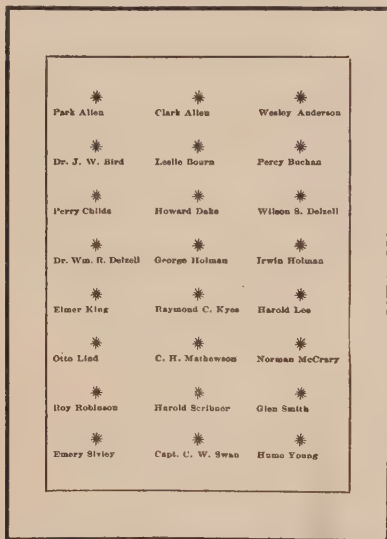 Park Allen Clark Allen Wesley Anderson
Dr. J. W. Bird Leslie Bourn Percy Buchan
Perry Childs Howard Dake Wilson S. Delzell
Dr. Wm. R. Delzell George Holman Irwin Holman
Elmer King Raymond C. Kyes Harold Lee
Otto Lind C. H. Mathewson Norman McCrary
Roy Robinson Harold Scribner Glen Smith
Emery Sivley Capt. C. W. Swan Hume Young